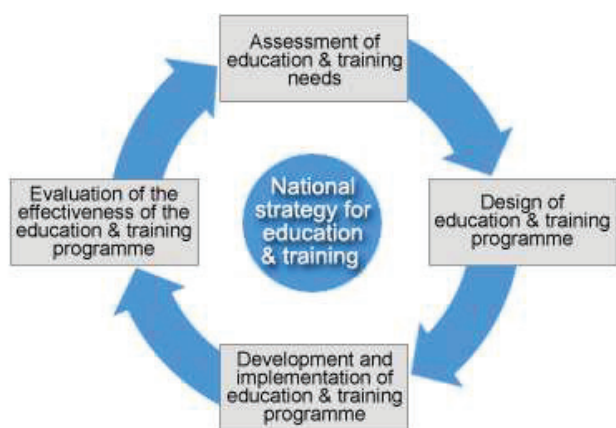 Assessment of
education & training
needs
Evaluation of the
effectiveness of the
education & training
programme
National
strategy for
education
& training
Design of
education & training
programme
Development and
implementation of
education & training
programme